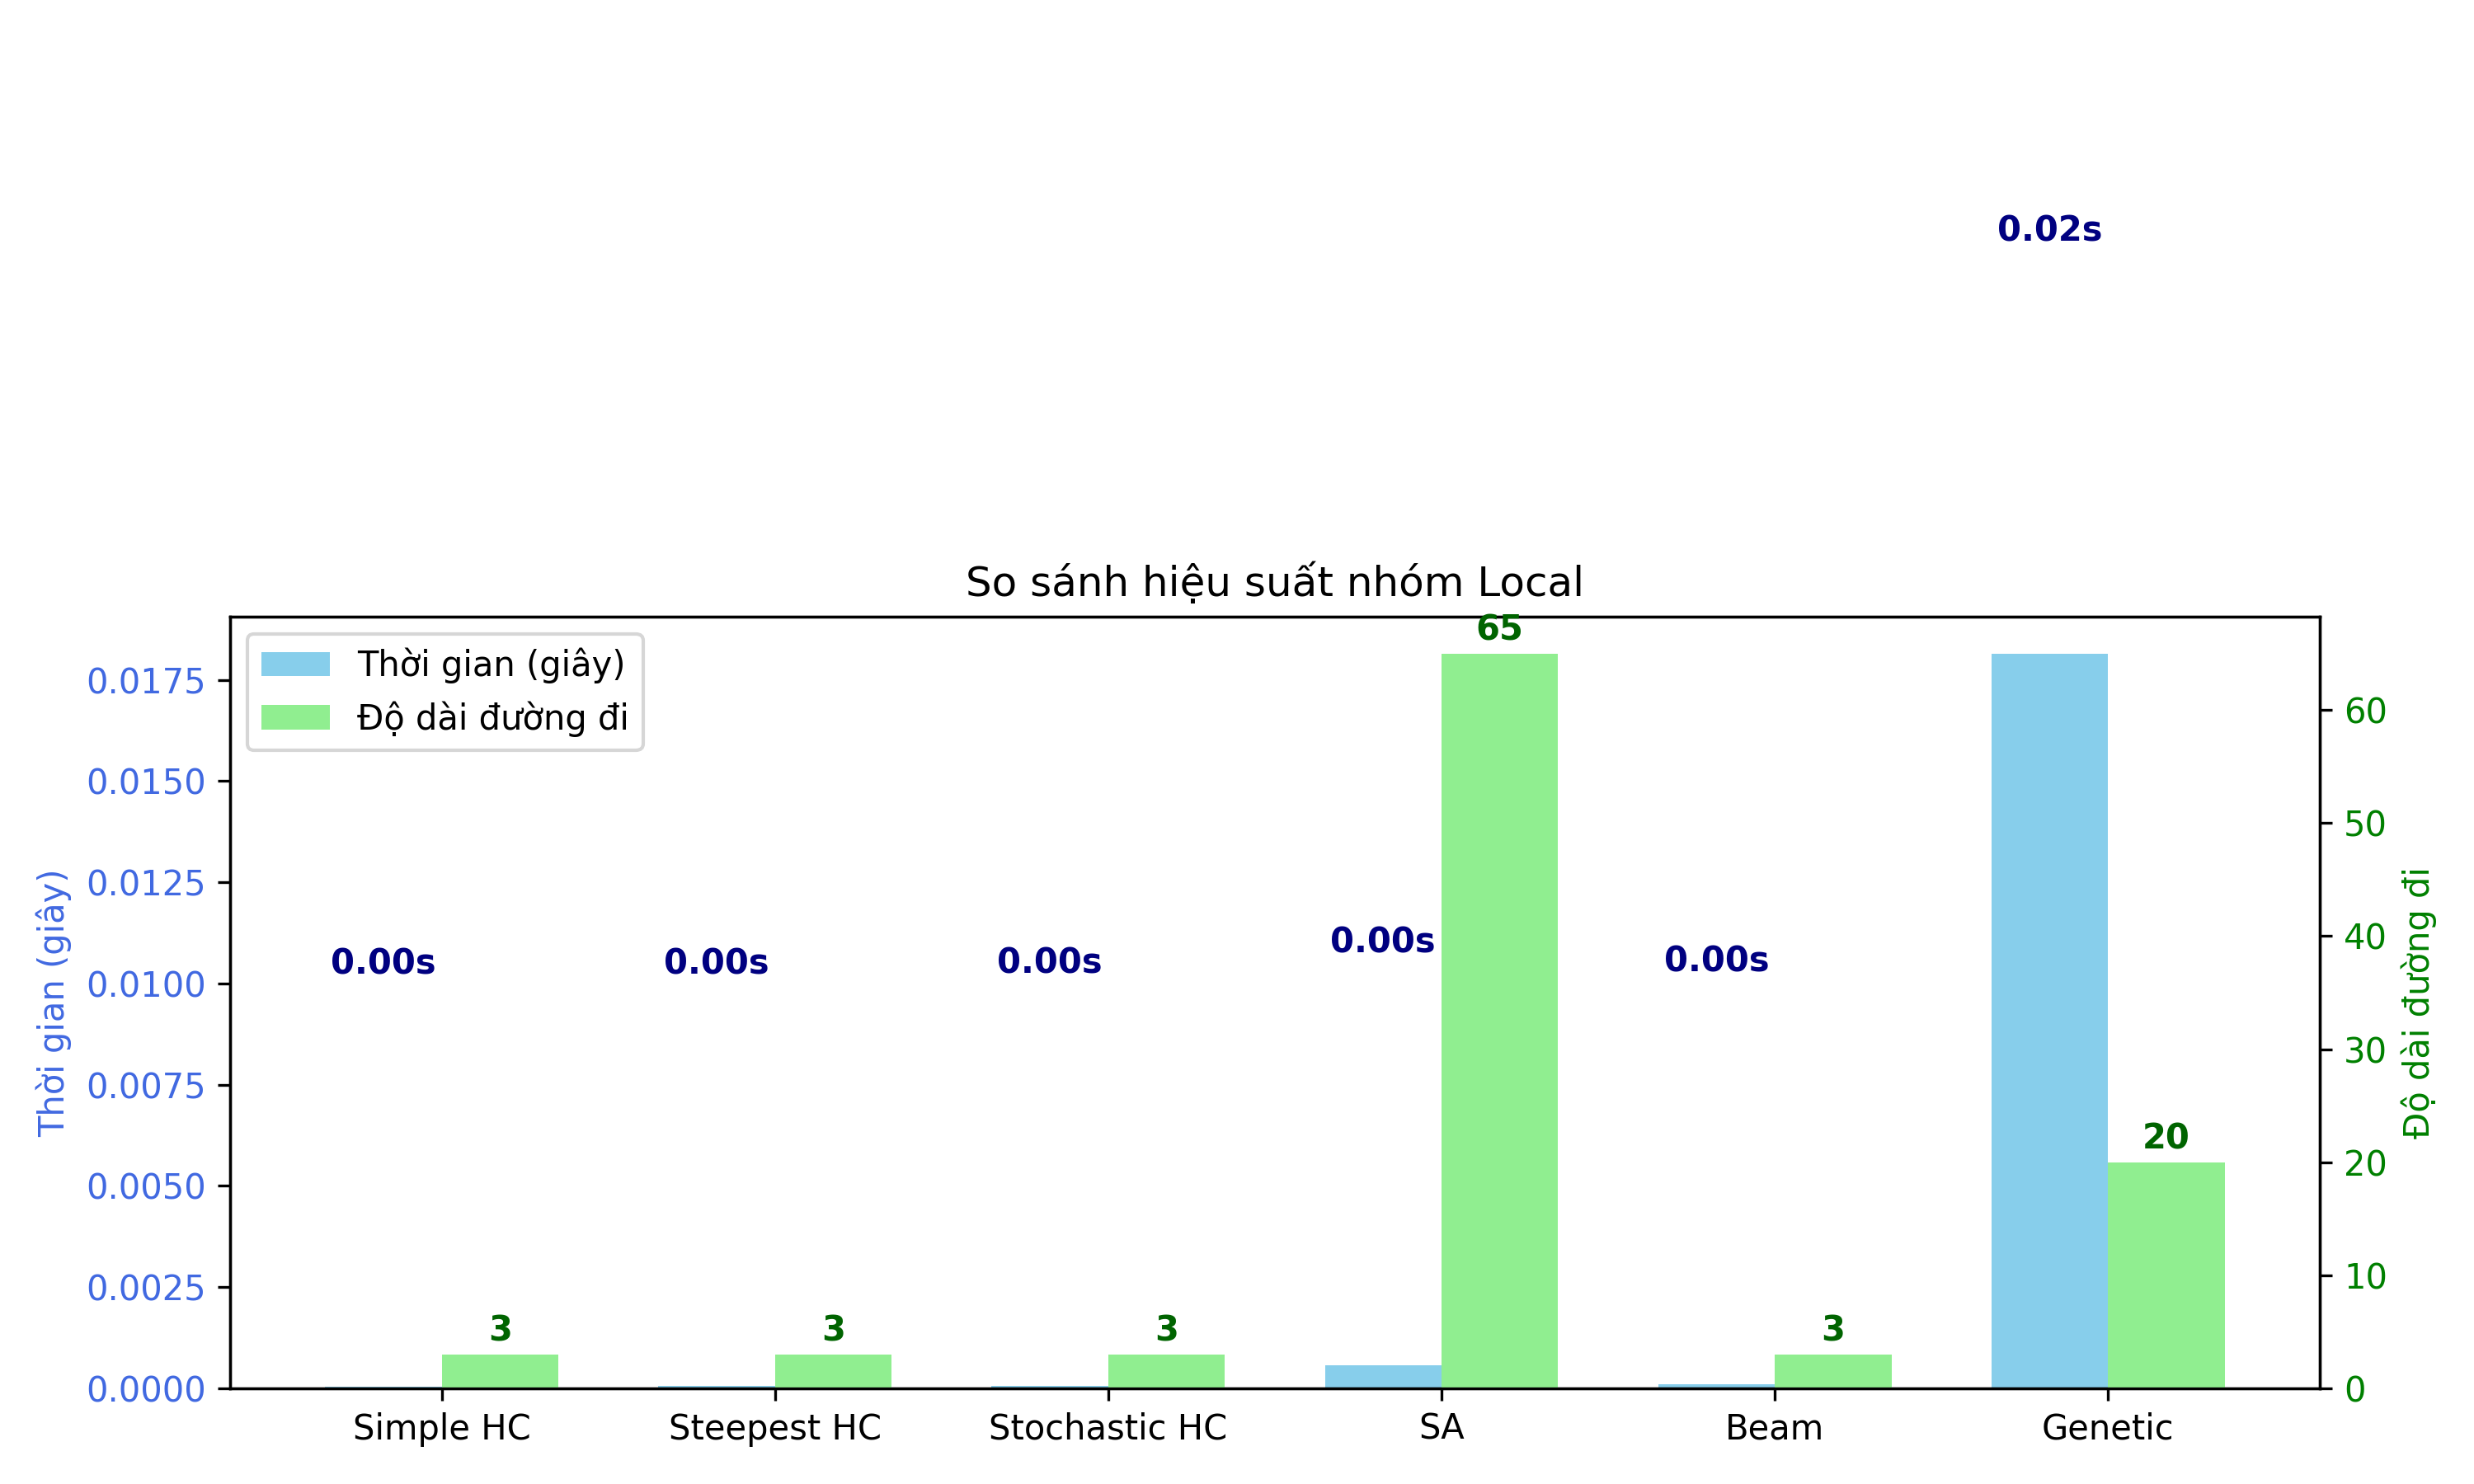 0.02s
So sánh hiệu suất nhóm Local
Thời gian (giây)
Độ dài đường đi
65
0.00s
0.00s
0.00s
0.00s
0.00s
3
3
3
3
20
Thời gian (giây)
0.0175
0.0150
0.0125
0.0100
0.0075
0.0050
0.0025
0.0000
60
50
40
30
20
10
0
Độ dài đường đi
Simple HC
Steepest HC
Stochastic HC
SA
Beam
Genetic